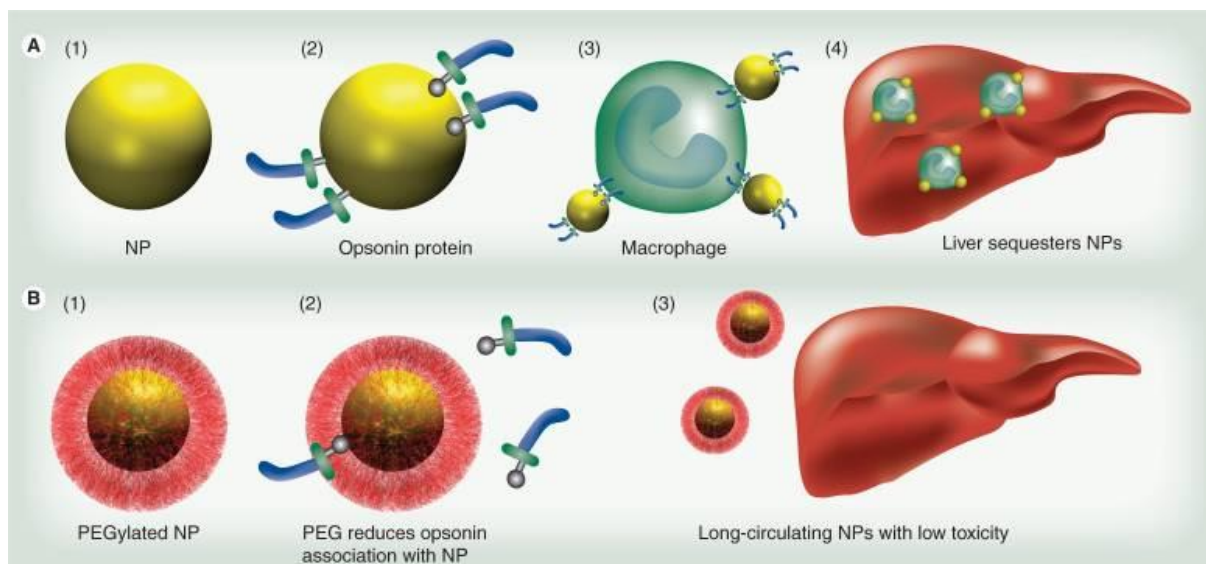 A
(1)
(2)
(3)
(4)
NP
Opsonin protein
Macrophage
Liver sequesters NPs
B
(1)
(2)
(3)
PEGylated NP
PEG reduces opsonin
association with NP
Long-circulating NPs with low toxicity